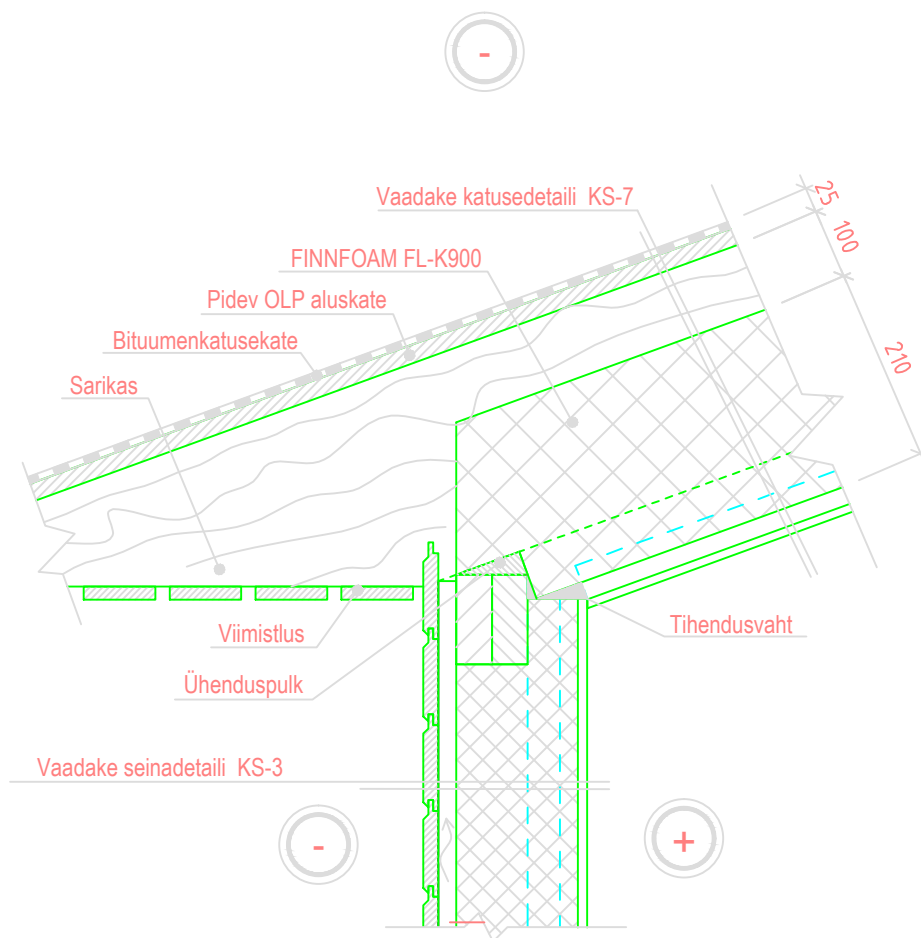 -
Vaadake katusedetaili KS-7
25
100
FINNFOAM FL-K900
Pidev OLP aluskate
Bituumenkatusekate
210
Sarikas
Viimistlus
Tihendusvaht
Ühenduspulk
Vaadake seinadetaili KS-3
-
+